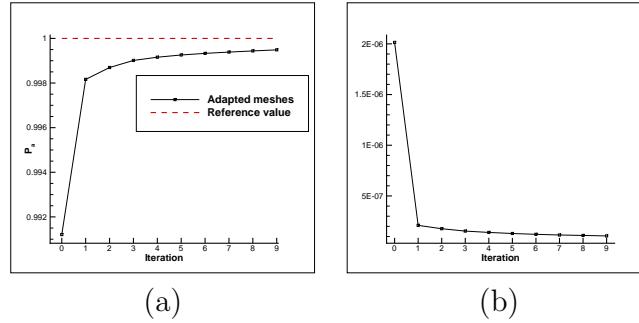 1
0.998
0.996
0.994
0.992
P_a
Adapted meshes
Reference value
0 1 2 3 4 5 6 7 8 9
Iteration
(a)
2E-06
1.5E-06
1E-06
5E-07
0 1 2 3 4 5 6 7 8 9
Iteration
(b)